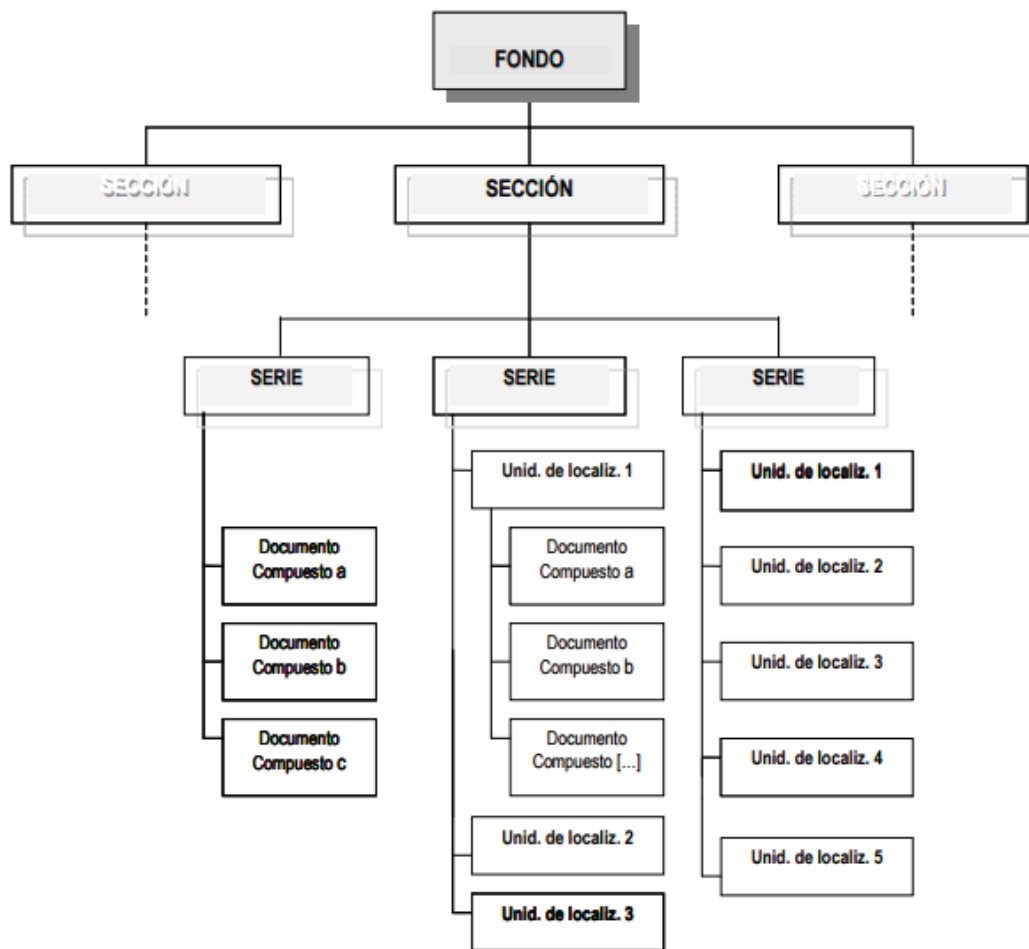 FONDO
SECCIÓN
SECCIÓN
SECCIÓN
SERIE
SERIE
SERIE
Documento
Compuesto a
Documento
Compuesto b
Documento
Compuesto c
Unid. de localiz. 1
Documento
Compuesto a
Documento
Compuesto b
Documento
Compuesto [...]
Unid. de localiz. 2
Unid. de localiz. 3
Unid. de localiz. 1
Unid. de localiz. 2
Unid. de localiz. 3
Unid. de localiz. 4
Unid. de localiz. 5